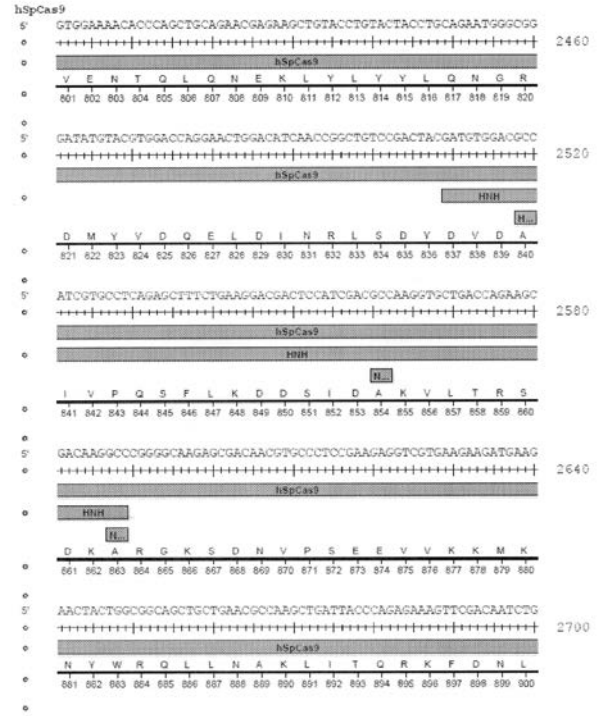 hSpCas9
5' GTGGAAAACACCCAGCTGCAGAACGAGAAGCTGTACCTGTACTACCTGCAGAATGGGCGG 2460
hSpCas9
V E N T Q L Q N E K L Y L Y Y L Q N G R
801 802 803 804 805 806 807 808 809 810 811 812 813 814 815 816 817 818 819 820
5' GATATGTACGTGGACCAGGAACTGGACATCAACCGGCTGTCCGACTACGATGTGGACGCC 2520
hSpCas9
HNH
H...
D M Y V D Q E L D I N R L S D Y D V D A
821 822 823 824 825 826 827 828 829 830 831 832 833 834 835 836 837 838 839 840
5' ATCGTGCCTCAGAGCTTTCTGAAGGACGACTCCATCGACGCCAAGGTGCTGACCAGAAGC 2580
hSpCas9
HNH
N...
I V P Q S F L K D D S I D A K V L T R S
841 842 843 844 845 846 847 848 849 850 851 852 853 854 855 856 857 858 859 860
5' GACAAGGCCCGGGGCAAGAGCGACAACGTGCCCTCCGAAGAGGTCGTGAAGAAGATGAAG 2640
hSpCas9
HNH
N...
D K A R G K S D N V P S E E V V K K M K
861 862 863 864 865 866 867 868 869 870 871 872 873 874 875 876 877 878 879 880
5' AACTACTGGCGGCAGCTGCTGAACGCCAAGCTGATTACCCAGAGAAAGTTCGACAATCTG 2700
hSpCas9
N Y W R Q L L N A K L I T Q R K F D N L
881 882 883 884 885 886 887 888 889 890 891 892 893 894 895 896 897 898 899 900